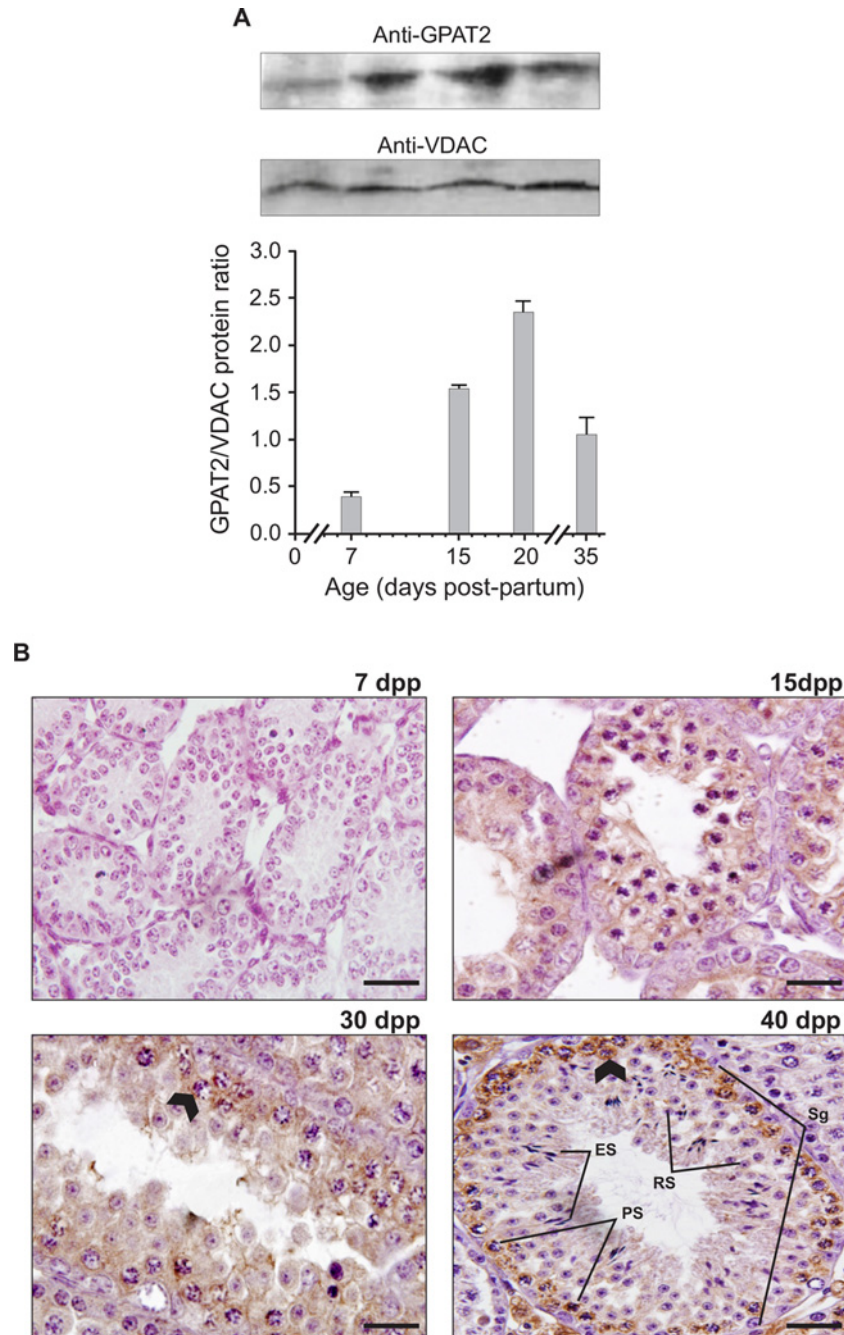 A
Anti-GPAT2
Anti-VDAC
GPAT2/VDAC protein ratio
3.0
2.5
2.0
1.5
1.0
0.5
0.0
0 7 15 20 35
Age (days post-partum)
B
7 dpp
15dpp
30 dpp
40 dpp
Sg
ES
RS
PS